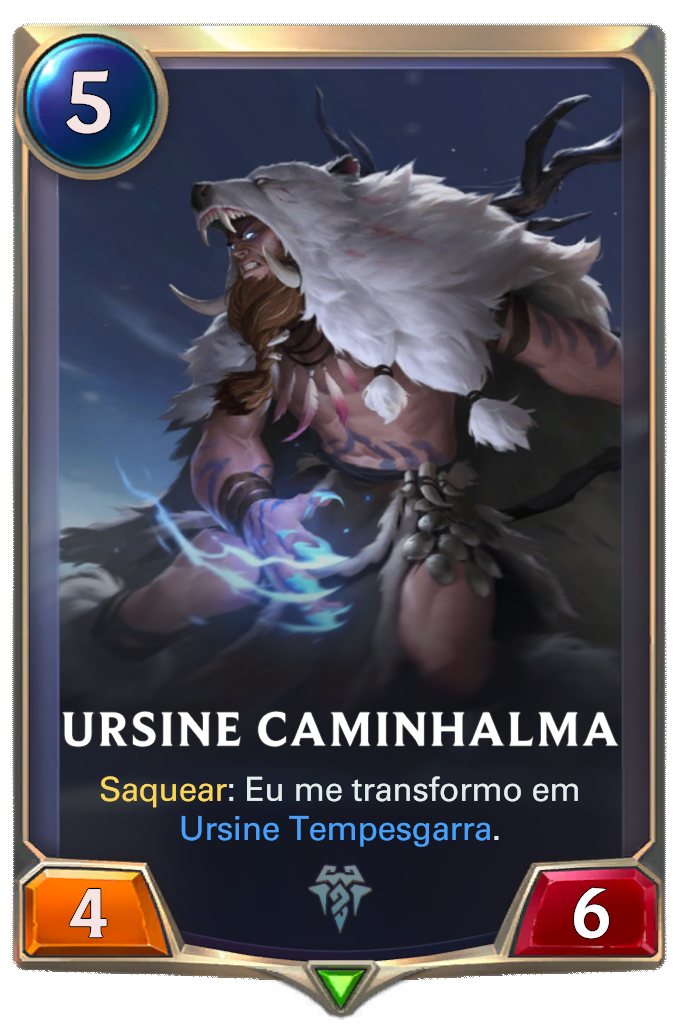 5
URSINE CAMINHALMA
Saquear: Eu me transformo em
Ursine Tempesgarra.
4
6